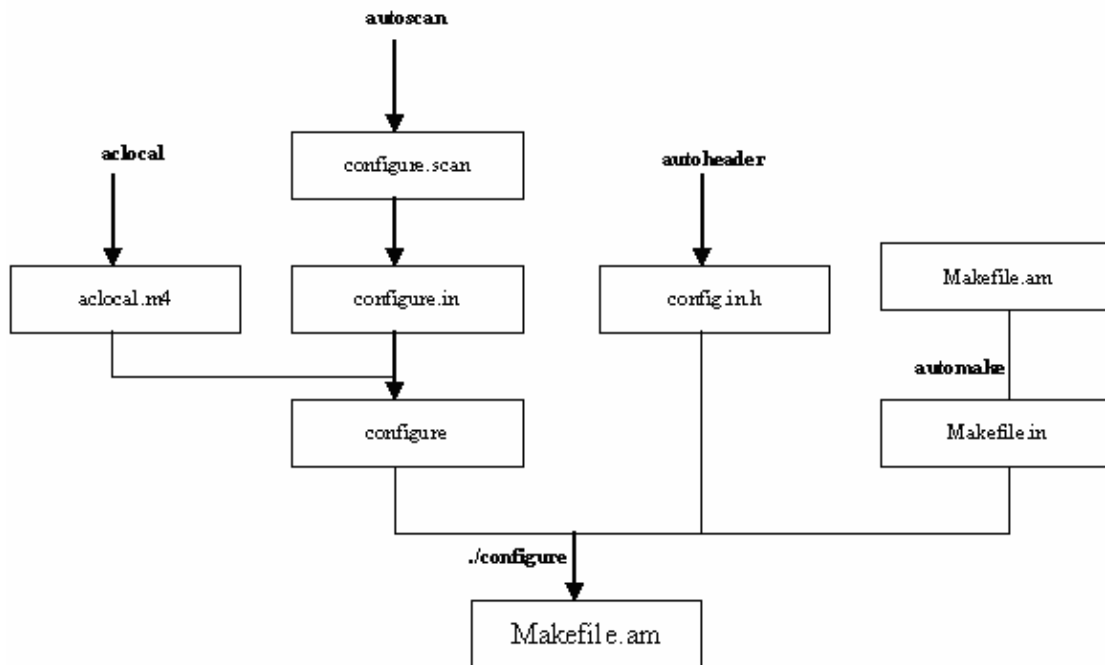 autoscan
configure.scan
aclocal
autoheader
aclocal.m4
configure.in
config.in.h
Makefile.am
automake
configure
Makefile.in
./configure
Makefile.am